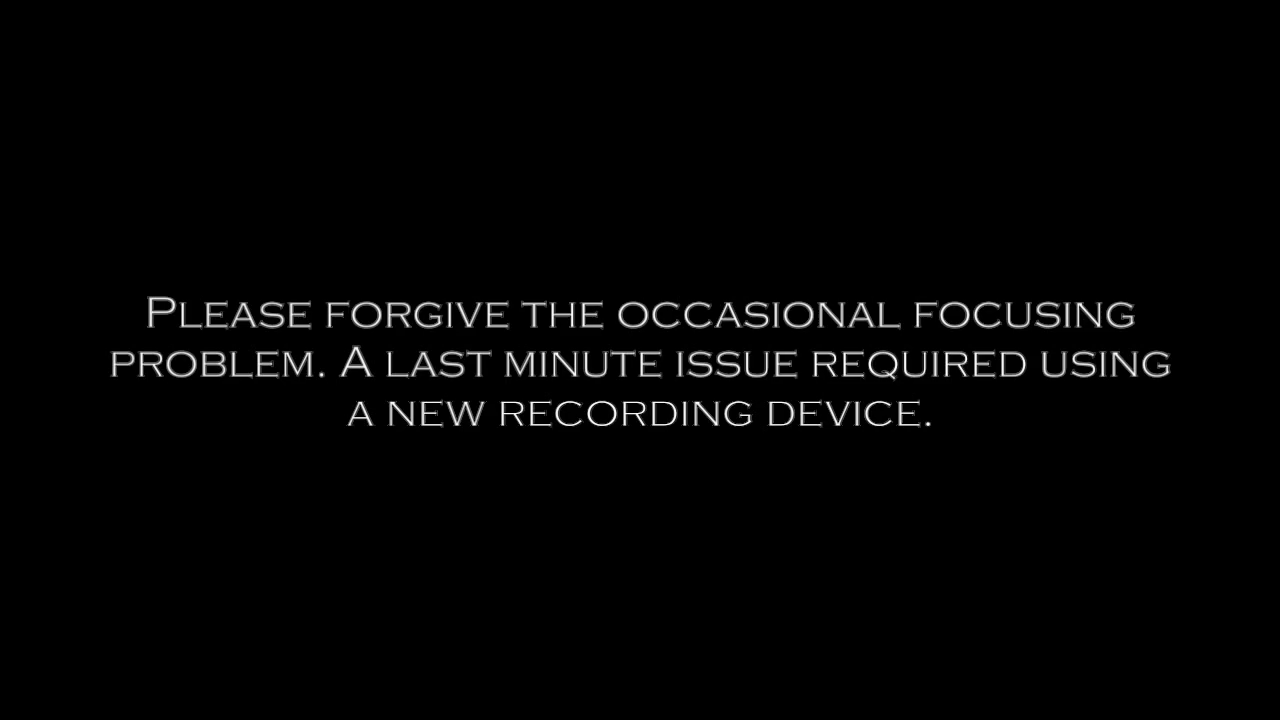 Please forgive the occasional focusing
problem. A last minute issue required using
a new recording device.